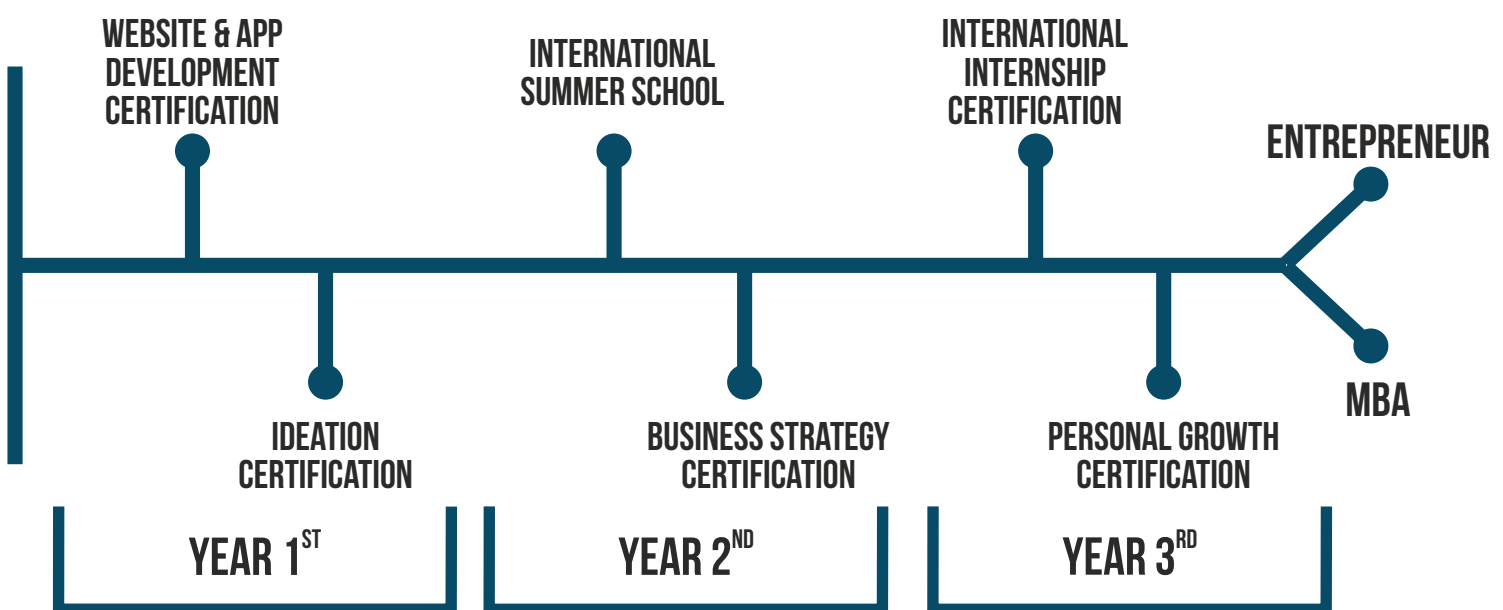 WEBSITE & APP
DEVELOPMENT
CERTIFICATION
INTERNATIONAL
SUMMER SCHOOL
INTERNATIONAL
INTERNSHIP
CERTIFICATION
ENTREPRENEUR
MBA
IDEATION
CERTIFICATION
BUSINESS STRATEGY
CERTIFICATION
PERSONAL GROWTH
CERTIFICATION
YEAR 1ST
YEAR 2ND
YEAR 3RD